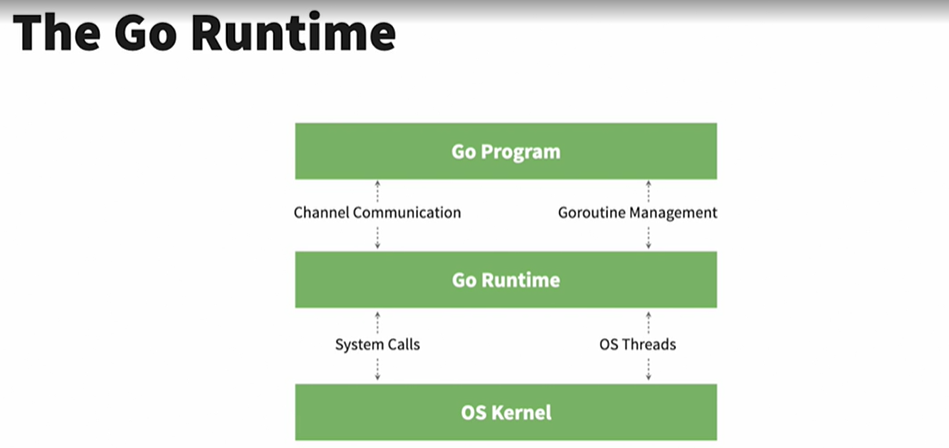 The Go Runtime
Go Program
Channel Communication
Goroutine Management
Go Runtime
System Calls
OS Threads
OS Kernel